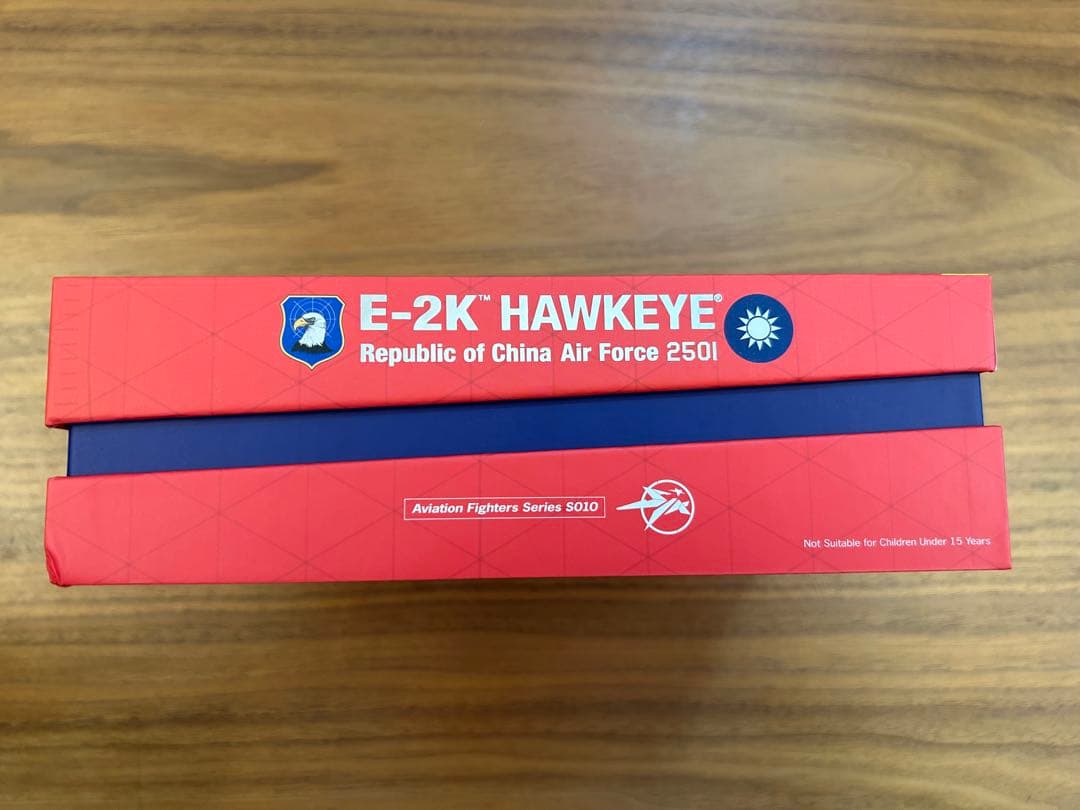 E-2K™ HAWKEYE®
Republic of China Air Force 2501
Aviation Fighters Series S010
Not Suitable for Children Under 15 Years